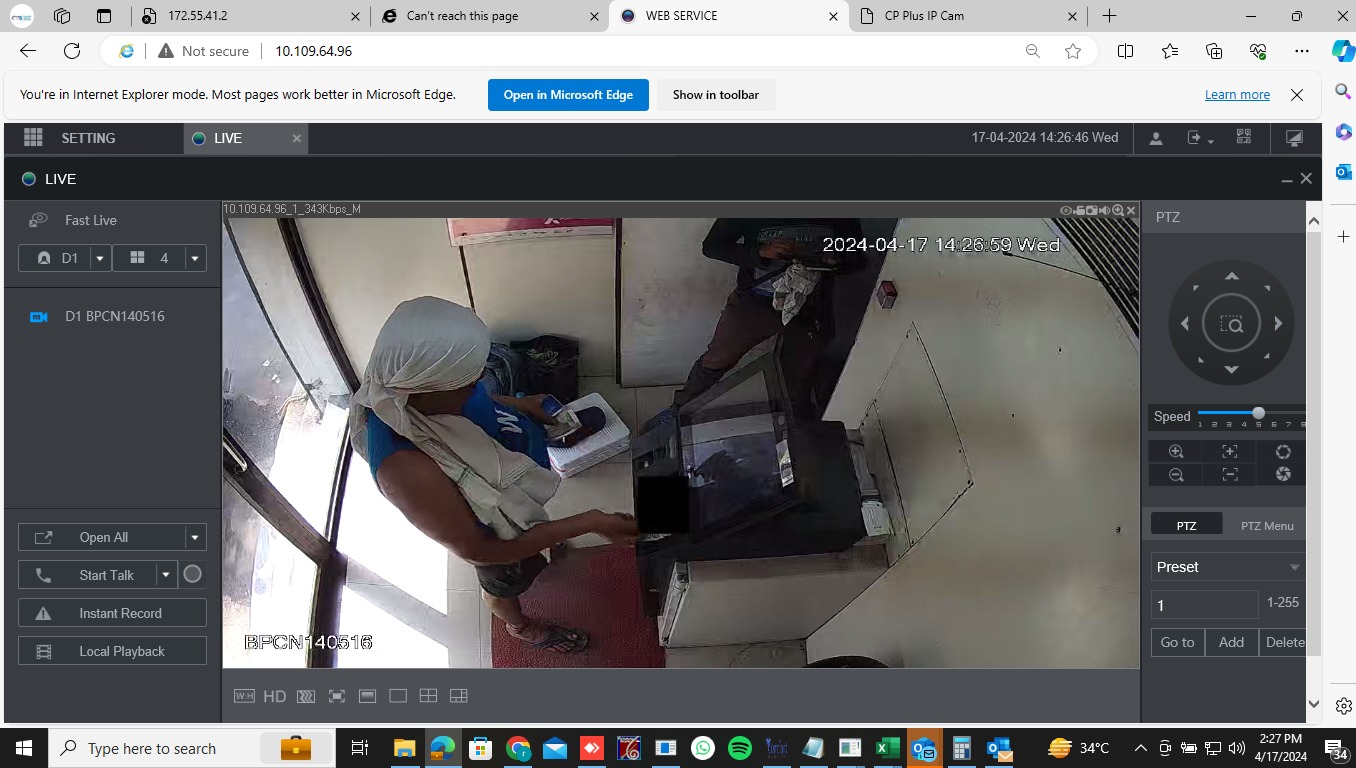 172.55.41.2
Can't reach this page
WEB SERVICE
CP Plus IP Cam
Not secure
10.109.64.96
You're in Internet Explorer mode. Most pages work better in Microsoft Edge.
Open in Microsoft Edge
Show in toolbar
Learn more
SETTING
LIVE
17-04-2024 14:26:46 Wed
LIVE
Fast Live
10.109.64.96_1_343Kbps_M
PTZ
2024-04-17 14:26:59 Wed
D1
4
D1 BPCN140516
Speed
1 2 3 4 5 6 7 8
PTZ
PTZ Menu
Open All
Preset
Start Talk
1
1-255
Instant Record
Go to
Add
Delete
BPCN140516
Local Playback
W:H
HD
Type here to search
34°C
2:27 PM
4/17/2024
34